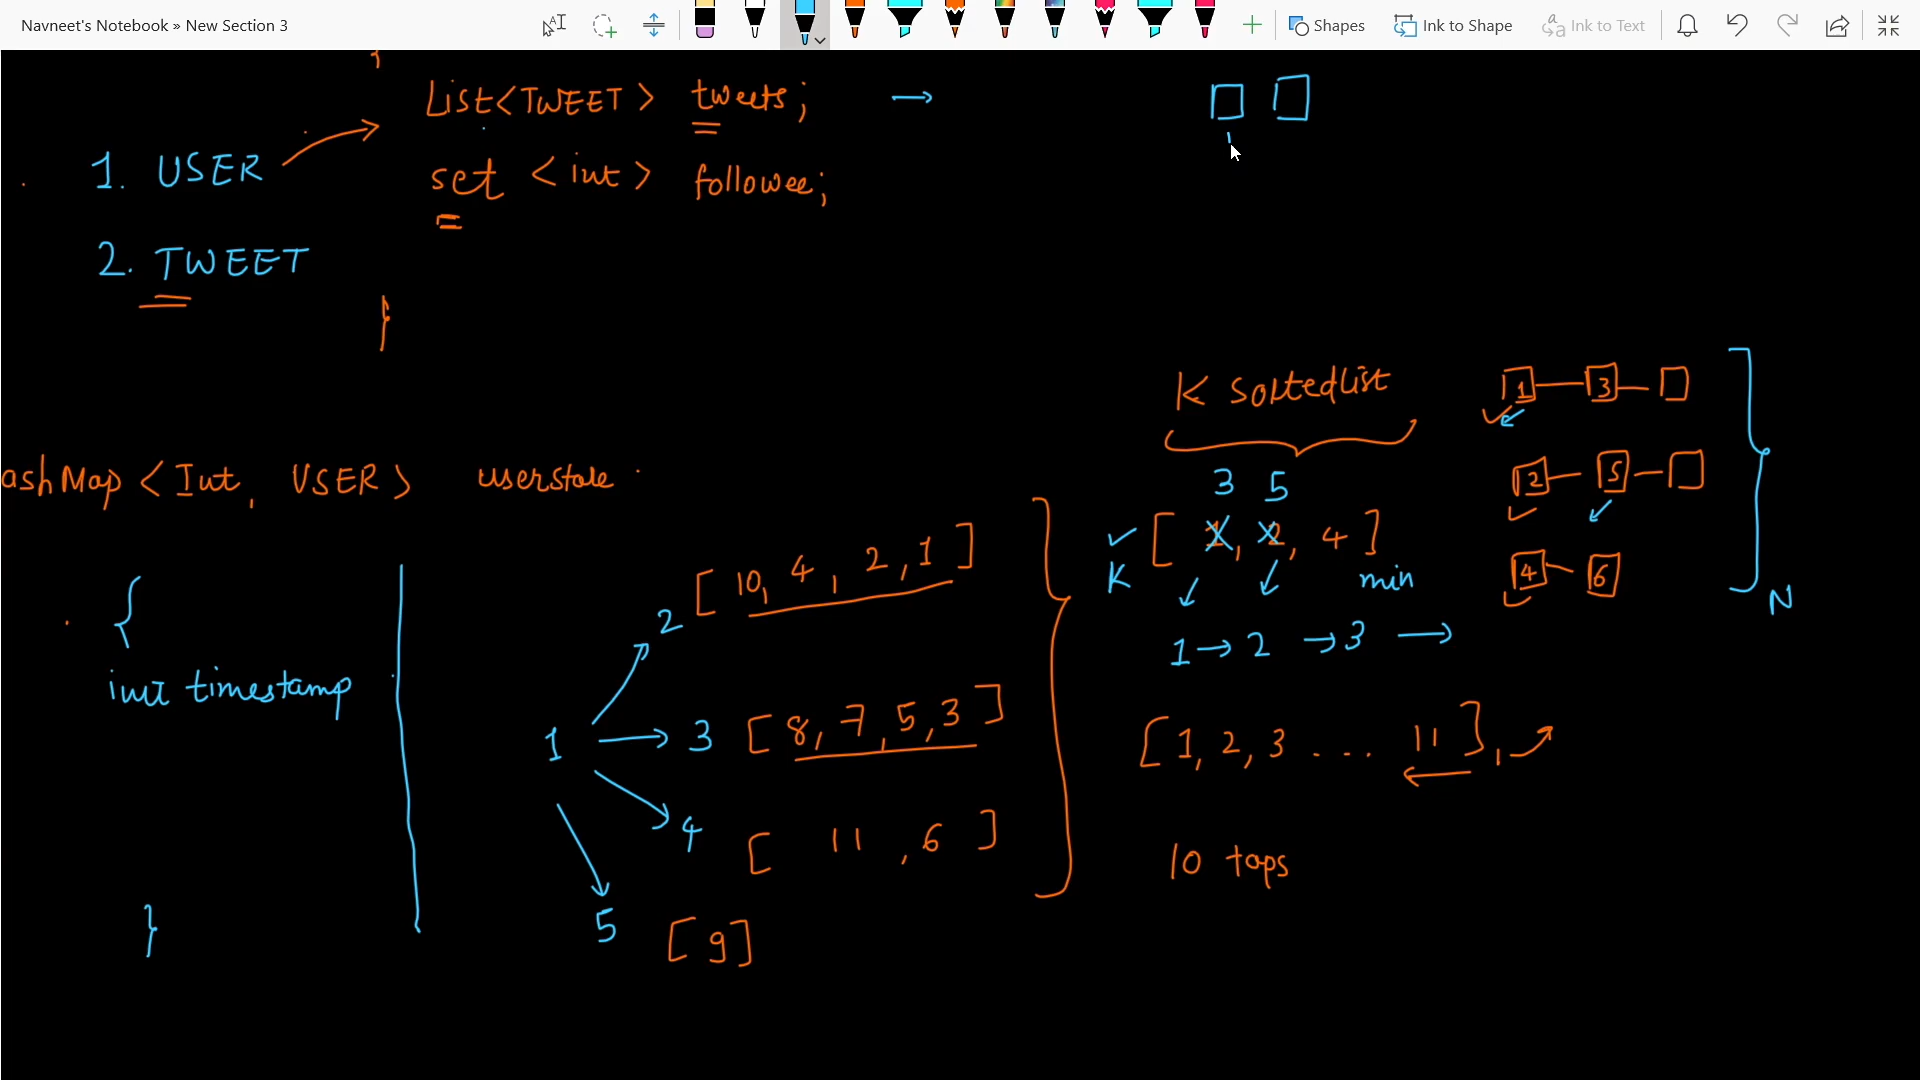 Navneet's Notebook » New Section 3
Shapes
Ink to Shape
Ink to Text
List<TWEET> tweets; →
1. USER
set <int> followee;
2. TWEET
}
K Sortedlist
1 3
2 5
4 6
N
ashMap <Int, USER> userstore
3 5
K [ 1, 2, 4 ]
min
1 → 2 → 3 →
{
int timestamp
}
2 [ 10, 4, 2, 1 ]
1 → 3 [ 8, 7, 5, 3 ]
4 [ 11, 6 ]
5 [ 9 ]
[ 1, 2, 3 ... 11 ],
10 tops